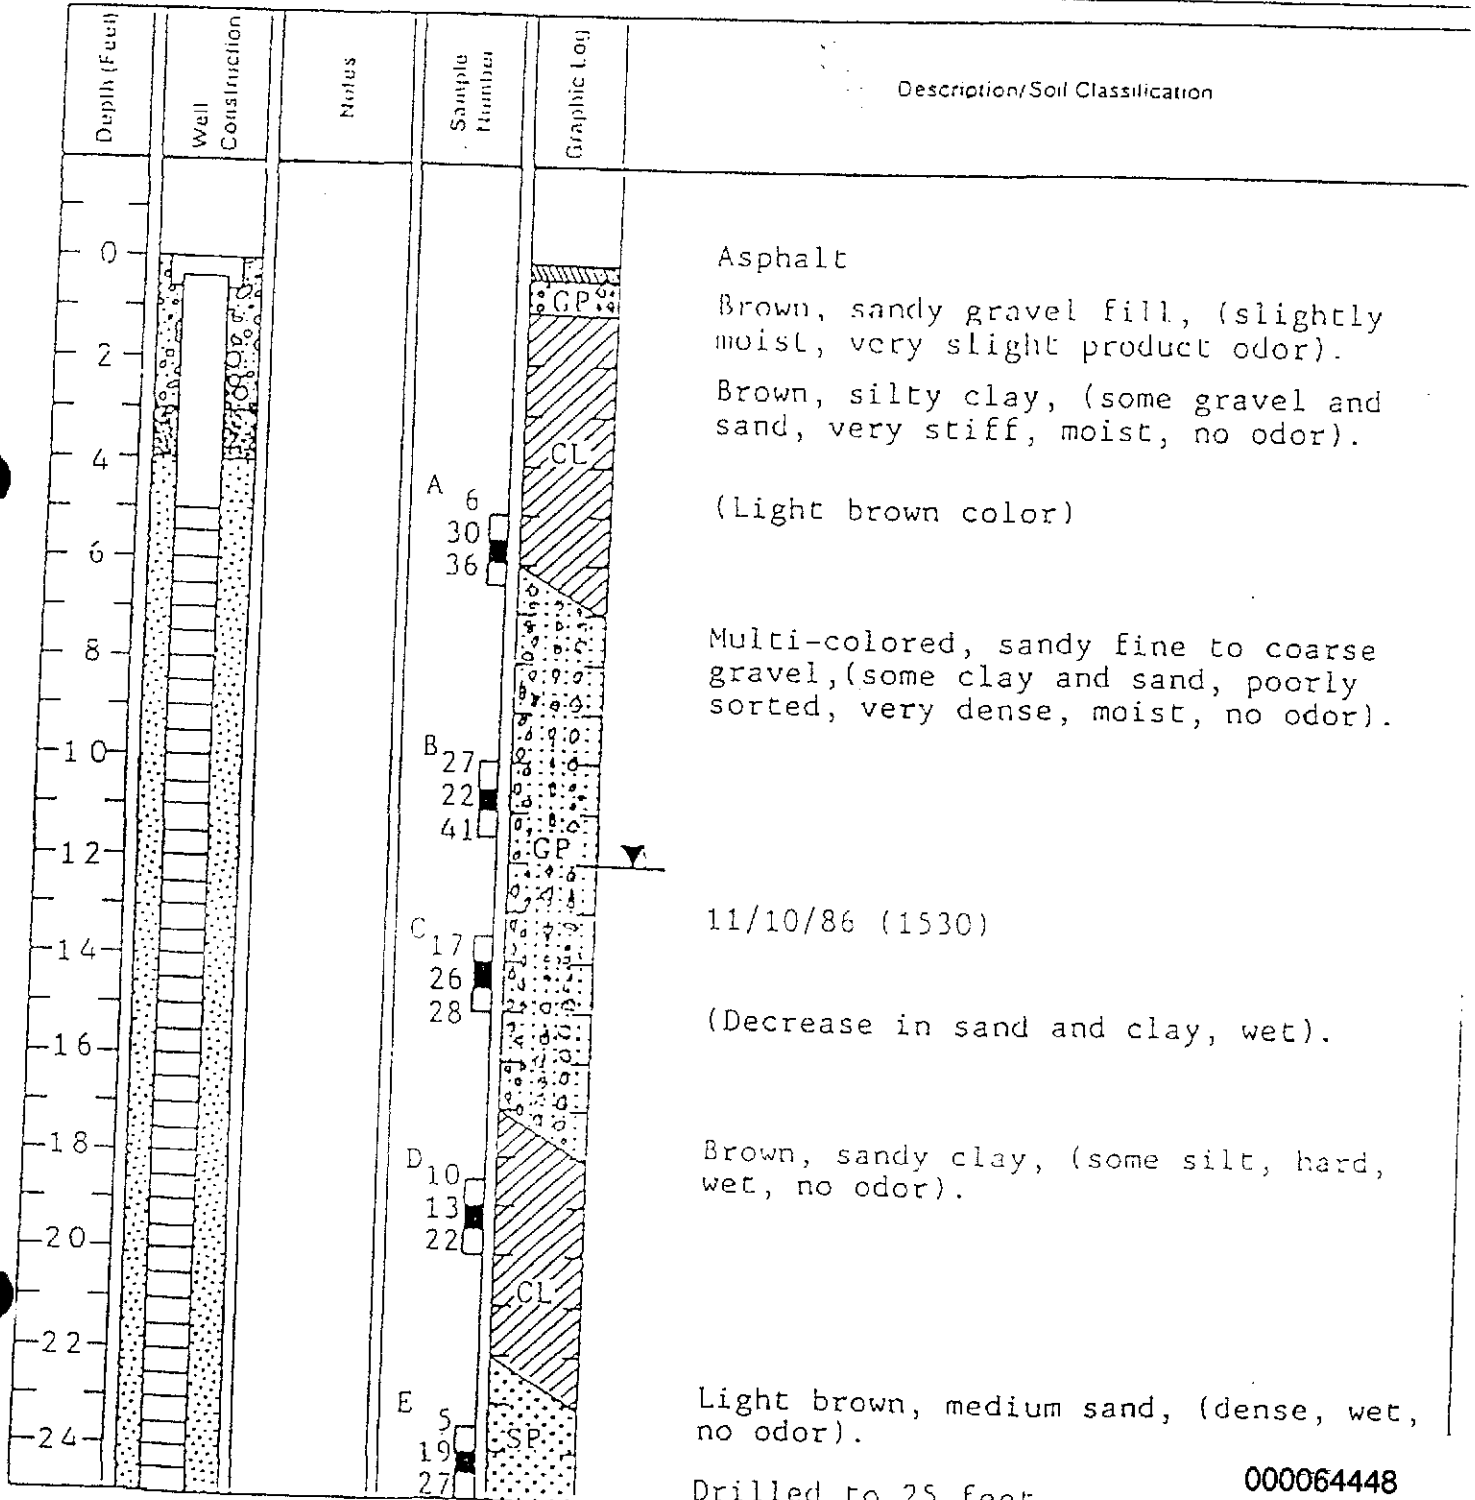 Depth (Feet)
Well
Construction
Notes
Sample
Number
Graphic Log
Description/Soil Classification
0
Asphalt
GP
Brown, sandy gravel fill, (slightly
moist, very slight product odor).
2
Brown, silty clay, (some gravel and
sand, very stiff, moist, no odor).
4
CL
A
6
(Light brown color)
30
6
36
8
Multi-colored, sandy fine to coarse
gravel,(some clay and sand, poorly
sorted, very dense, moist, no odor).
10
B
27
22
41
12
GP
11/10/86 (1530)
C
14
17
26
28
(Decrease in sand and clay, wet).
16
18
Brown, sandy clay, (some silt, hard,
wet, no odor).
D
10
13
20
22
CL
22
E
Light brown, medium sand, (dense, wet,
no odor).
5
24
19
SP
27
Drilled to 25 feet
000064448